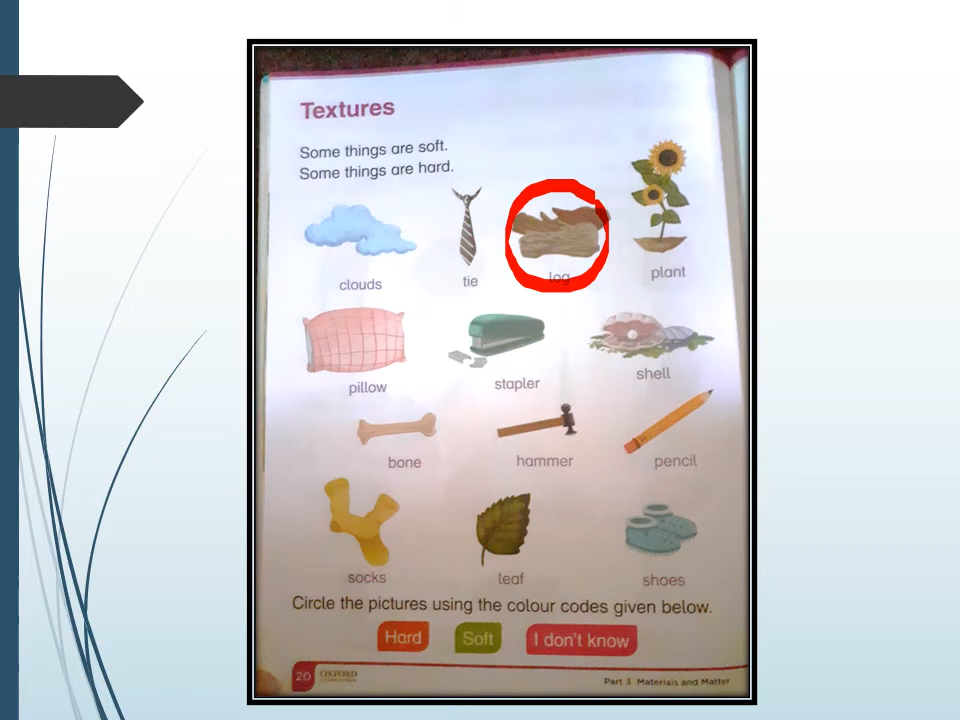 Textures
Some things are soft.
Some things are hard.
clouds
tie
log
plant
pillow
stapler
shell
bone
hammer
pencil
socks
leaf
shoes
Circle the pictures using the colour codes given below.
Hard Soft I don't know
20 OXFORD
Part 3 Materials and Matter